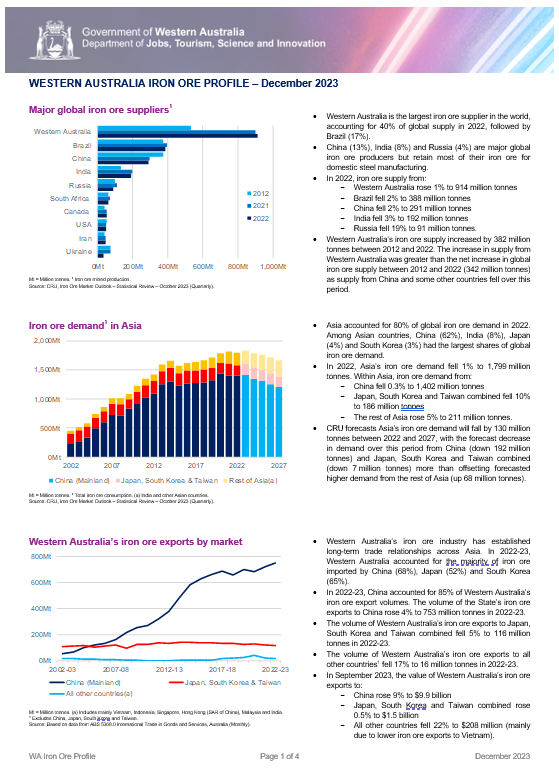 Government of Western Australia
Department of Jobs, Tourism, Science and Innovation
WESTERN AUSTRALIA IRON ORE PROFILE – December 2023
Major global iron ore suppliers¹
Western Australia
Brazil
China
India
Russia
South Africa
Canada
USA
Iran
Ukraine
2012
2021
2022
0Mt 200Mt 400Mt 600Mt 800Mt 1,000Mt
Mt = Million tonnes. ¹ Iron ore mined production.
Source: CRU, Iron Ore Market Outlook – Statistical Review – October 2023 (Quarterly).
• Western Australia is the largest iron ore supplier in the world,
accounting for 40% of global supply in 2022, followed by
Brazil (17%).
• China (13%), India (8%) and Russia (4%) are major global
iron ore producers but retain most of their iron ore for
domestic steel manufacturing.
• In 2022, iron ore supply from:
− Western Australia rose 1% to 914 million tonnes
− Brazil fell 2% to 388 million tonnes
− China fell 2% to 291 million tonnes
− India fell 3% to 192 million tonnes
− Russia fell 19% to 91 million tonnes.
• Western Australia's iron ore supply increased by 382 million
tonnes between 2012 and 2022. The increase in supply from
Western Australia was greater than the net increase in global
iron ore supply between 2012 and 2022 (342 million tonnes)
as supply from China and some other countries fell over this
period.
Iron ore demand¹ in Asia
2,000Mt
1,500Mt
1,000Mt
500Mt
0Mt
2002 2007 2012 2017 2022 2027
China (Mainland) Japan, South Korea & Taiwan Rest of Asia(a)
Mt = Million tonnes. ¹ Total iron ore consumption. (a) India and other Asian countries.
Source: CRU, Iron Ore Market Outlook – Statistical Review – October 2023 (Quarterly).
• Asia accounted for 80% of global iron ore demand in 2022.
Among Asian countries, China (62%), India (8%), Japan
(4%) and South Korea (3%) had the largest shares of global
iron ore demand.
• In 2022, Asia's iron ore demand fell 1% to 1,799 million
tonnes. Within Asia, iron ore demand from:
− China fell 0.3% to 1,402 million tonnes
− Japan, South Korea and Taiwan combined fell 10%
to 186 million tonnes
− The rest of Asia rose 5% to 211 million tonnes.
• CRU forecasts Asia's iron ore demand will fall by 130 million
tonnes between 2022 and 2027, with the forecast decrease
in demand over this period from China (down 192 million
tonnes) and Japan, South Korea and Taiwan combined
(down 7 million tonnes) more than offsetting forecasted
higher demand from the rest of Asia (up 68 million tonnes).
Western Australia's iron ore exports by market
800Mt
600Mt
400Mt
200Mt
0Mt
2002-03 2007-08 2012-13 2017-18 2022-23
China (Mainland) Japan, South Korea & Taiwan
All other countries(a)
Mt = Million tonnes. (a) Includes mainly Vietnam, Indonesia, Singapore, Hong Kong (SAR of China), Malaysia and India.
¹ Excludes China, Japan, South Korea and Taiwan.
Source: Based on data from ABS 5368.0 International Trade in Goods and Services, Australia (Monthly).
• Western Australia's iron ore industry has established
long-term trade relationships across Asia. In 2022-23,
Western Australia accounted for the majority of iron ore
imported by China (68%), Japan (52%) and South Korea
(65%).
• In 2022-23, China accounted for 85% of Western Australia's
iron ore export volumes. The volume of the State's iron ore
exports to China rose 4% to 753 million tonnes in 2022-23.
• The volume of Western Australia's iron ore exports to Japan,
South Korea and Taiwan combined fell 5% to 116 million
tonnes in 2022-23.
• The volume of Western Australia's iron ore exports to all
other countries¹ fell 17% to 16 million tonnes in 2022-23.
• In September 2023, the value of Western Australia's iron ore
exports to:
− China rose 9% to $9.9 billion
− Japan, South Korea and Taiwan combined rose
0.5% to $1.5 billion
− All other countries fell 22% to $208 million (mainly
due to lower iron ore exports to Vietnam).
WA Iron Ore Profile Page 1 of 4 December 2023